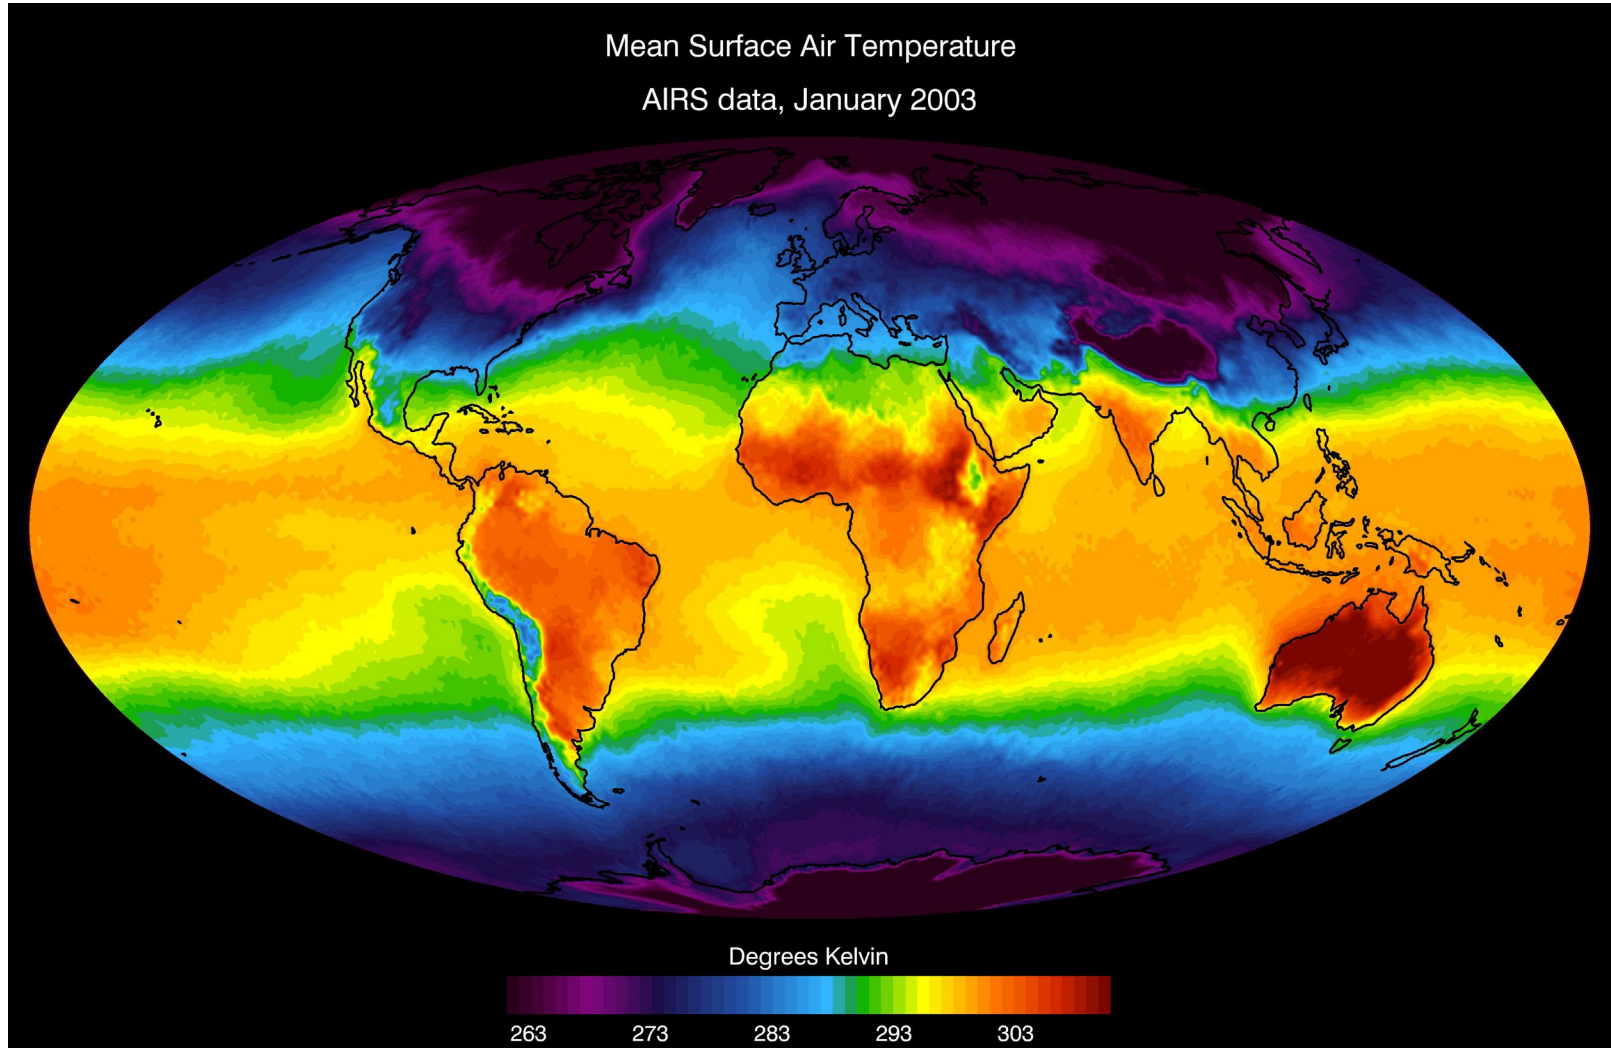 Mean Surface Air Temperature
AIRS data, January 2003
Degrees Kelvin
263 273 283 293 303